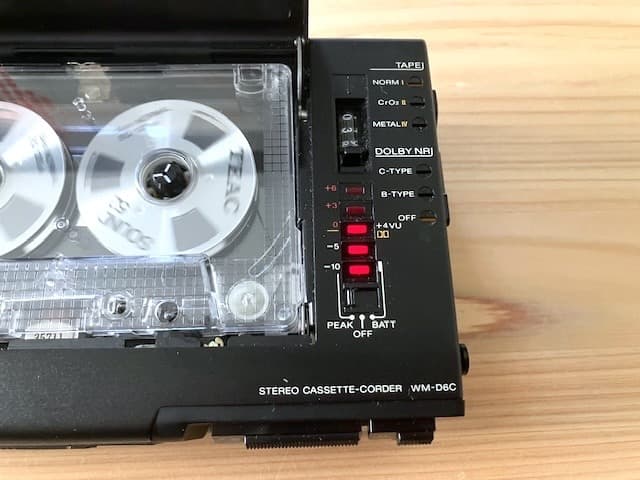 TAPE
NORM I
CrO₂ II
METAL IV
DOLBY NR
C-TYPE
B-TYPE
OFF
+6
+3
0
+4VU
-5
-10
PEAK BATT
OFF
TEAC
SOUND
STEREO CASSETTE-CORDER WM-D6C